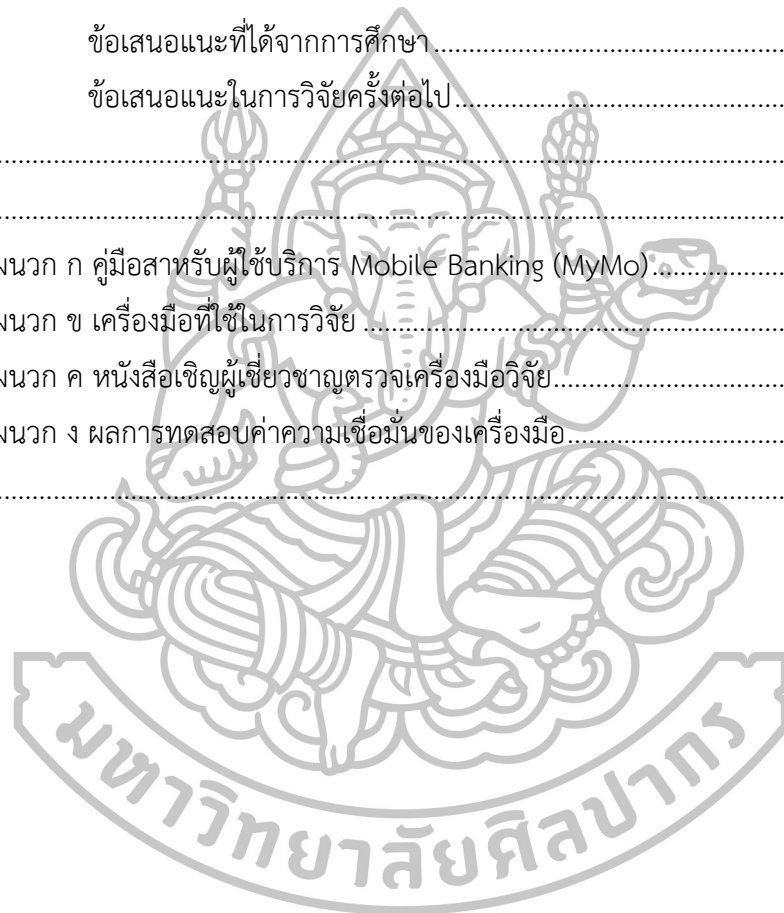 ข้อเสนอแนะที่ได้จากการศึกษา................................................
ข้อเสนอแนะในการวิจัยครั้งต่อไป................................................
................................................
................................................
ผนวก ก คู่มือสาหรับผู้ใช้บริการ Mobile Banking (MyMo)....................
ผนวก ข เครื่องมือที่ใช้ในการวิจัย................................................
ผนวก ค หนังสือเชิญผู้เชี่ยวชาญตรวจเครื่องมือวิจัย................................
ผนวก ง ผลการทดสอบค่าความเชื่อมั่นของเครื่องมือ................................
................................................
มหาวิทยาลัยศิลปากร